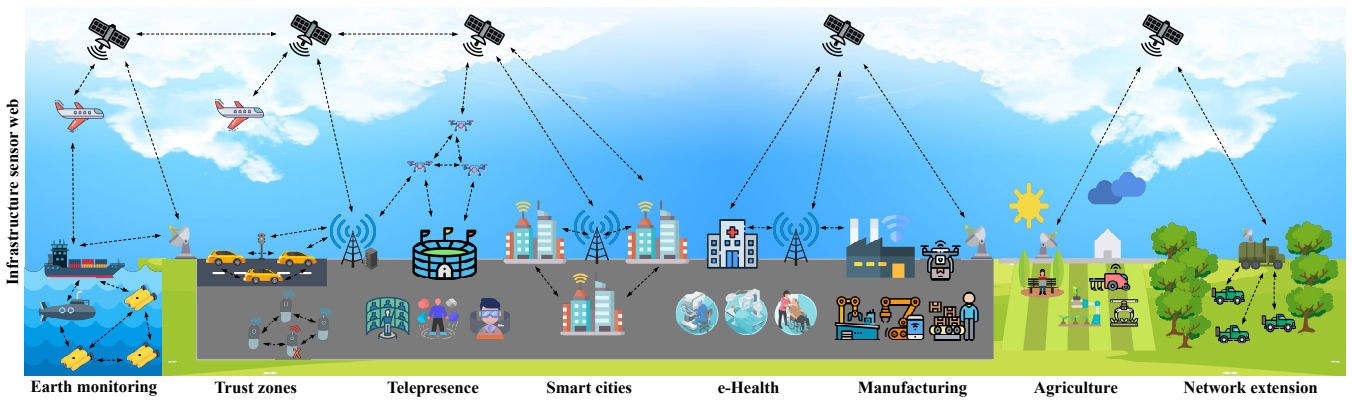 Infrastructure sensor web
Earth monitoring
Trust zones
Telepresence
Smart cities
e-Health
Manufacturing
Agriculture
Network extension